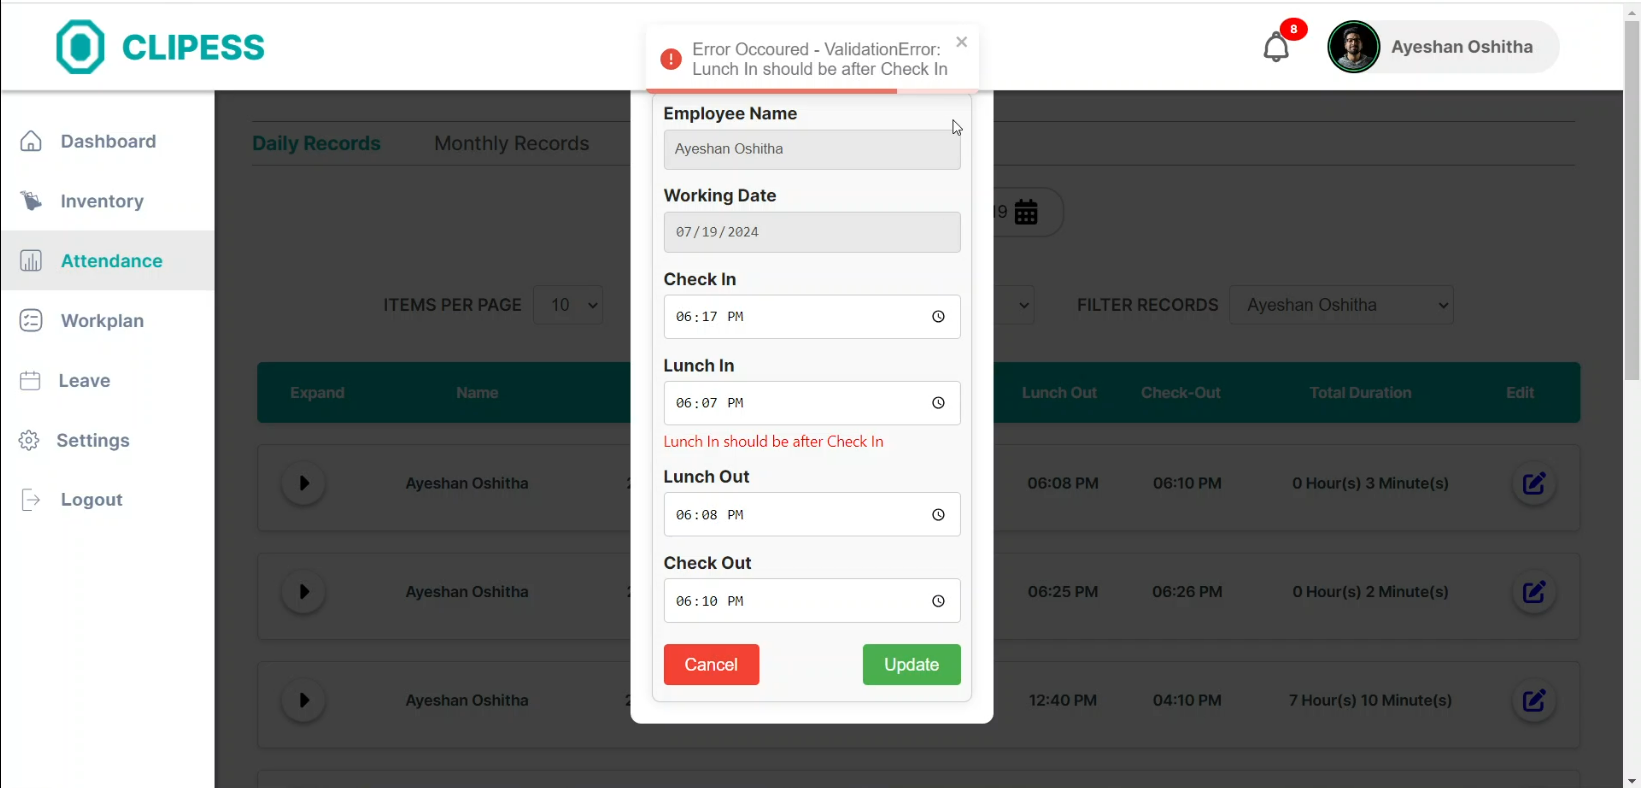 CLIPESS
Error Occoured - ValidationError:
Lunch In should be after Check In
8
Ayeshan Oshitha
Dashboard
Inventory
Attendance
Workplan
Leave
Settings
Logout
Daily Records
Monthly Records
19
ITEMS PER PAGE
10
FILTER RECORDS
Ayeshan Oshitha
Employee Name
Ayeshan Oshitha
Working Date
07/19/2024
Check In
06:17 PM
Lunch In
06:07 PM
Lunch In should be after Check In
Lunch Out
06:08 PM
Check Out
06:10 PM
Cancel
Update
Expand Name Lunch Out Check-Out Total Duration Edit
Ayeshan Oshitha 2 06:08 PM 06:10 PM 0 Hour(s) 3 Minute(s)
Ayeshan Oshitha 06:25 PM 06:26 PM 0 Hour(s) 2 Minute(s)
Ayeshan Oshitha 2 12:40 PM 04:10 PM 7 Hour(s) 10 Minute(s)